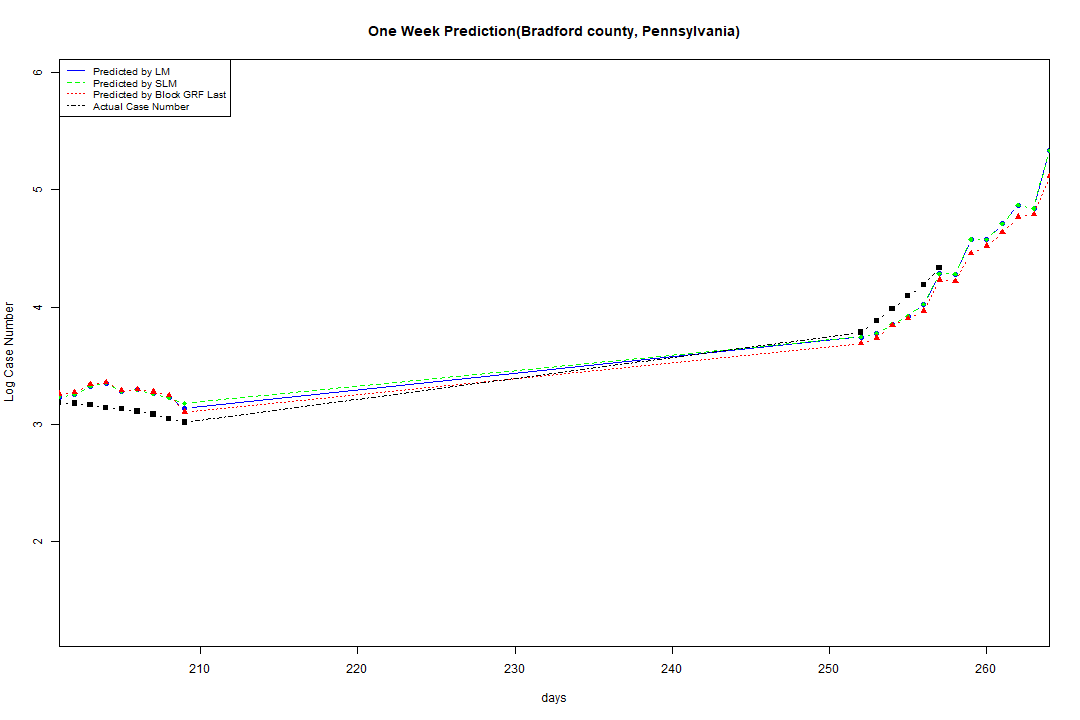 One Week Prediction(Bradford county, Pennsylvania)
Predicted by LM
Predicted by SLM
Predicted by Block GRF Last
Actual Case Number
6
5
4
3
2
Log Case Number
210
220
230
240
250
260
days